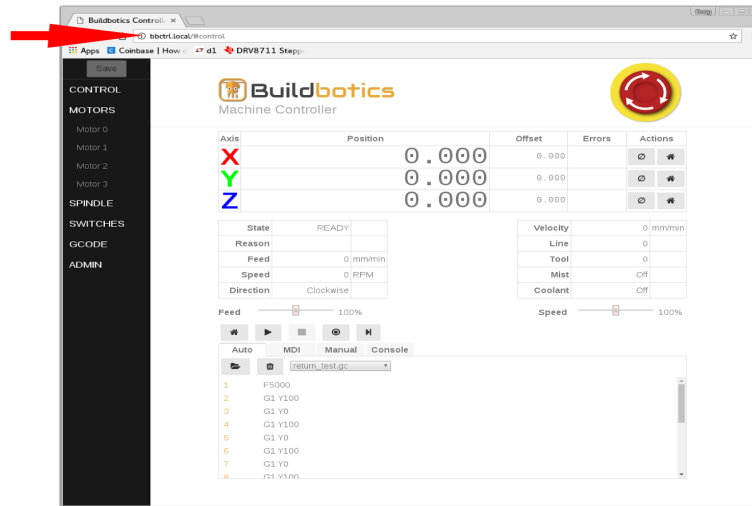 Buildbotics Controll
bbctrl.local/#control
Apps Coinbase | How d1 DRV8711 Stepp
Save
CONTROL
MOTORS
Motor 0
Motor 1
Motor 2
Motor 3
SPINDLE
SWITCHES
GCODE
ADMIN
Buildbotics
Machine Controller
Axis Position Offset Errors Actions
X 0.000 0.000
Y 0.000 0.000
Z 0.000 0.000
State READY
Reason
Feed 0 mm/min
Speed 0 RPM
Direction Clockwise
Velocity 0 mm/min
Line 0
Tool 0
Mist Off
Coolant Off
Feed 100% Speed 100%
Auto MDI Manual Console
return_test.gc
1 F5000
2 G1 Y100
3 G1 Y0
4 G1 Y100
5 G1 Y0
6 G1 Y100
7 G1 Y0
8 G1 Y100